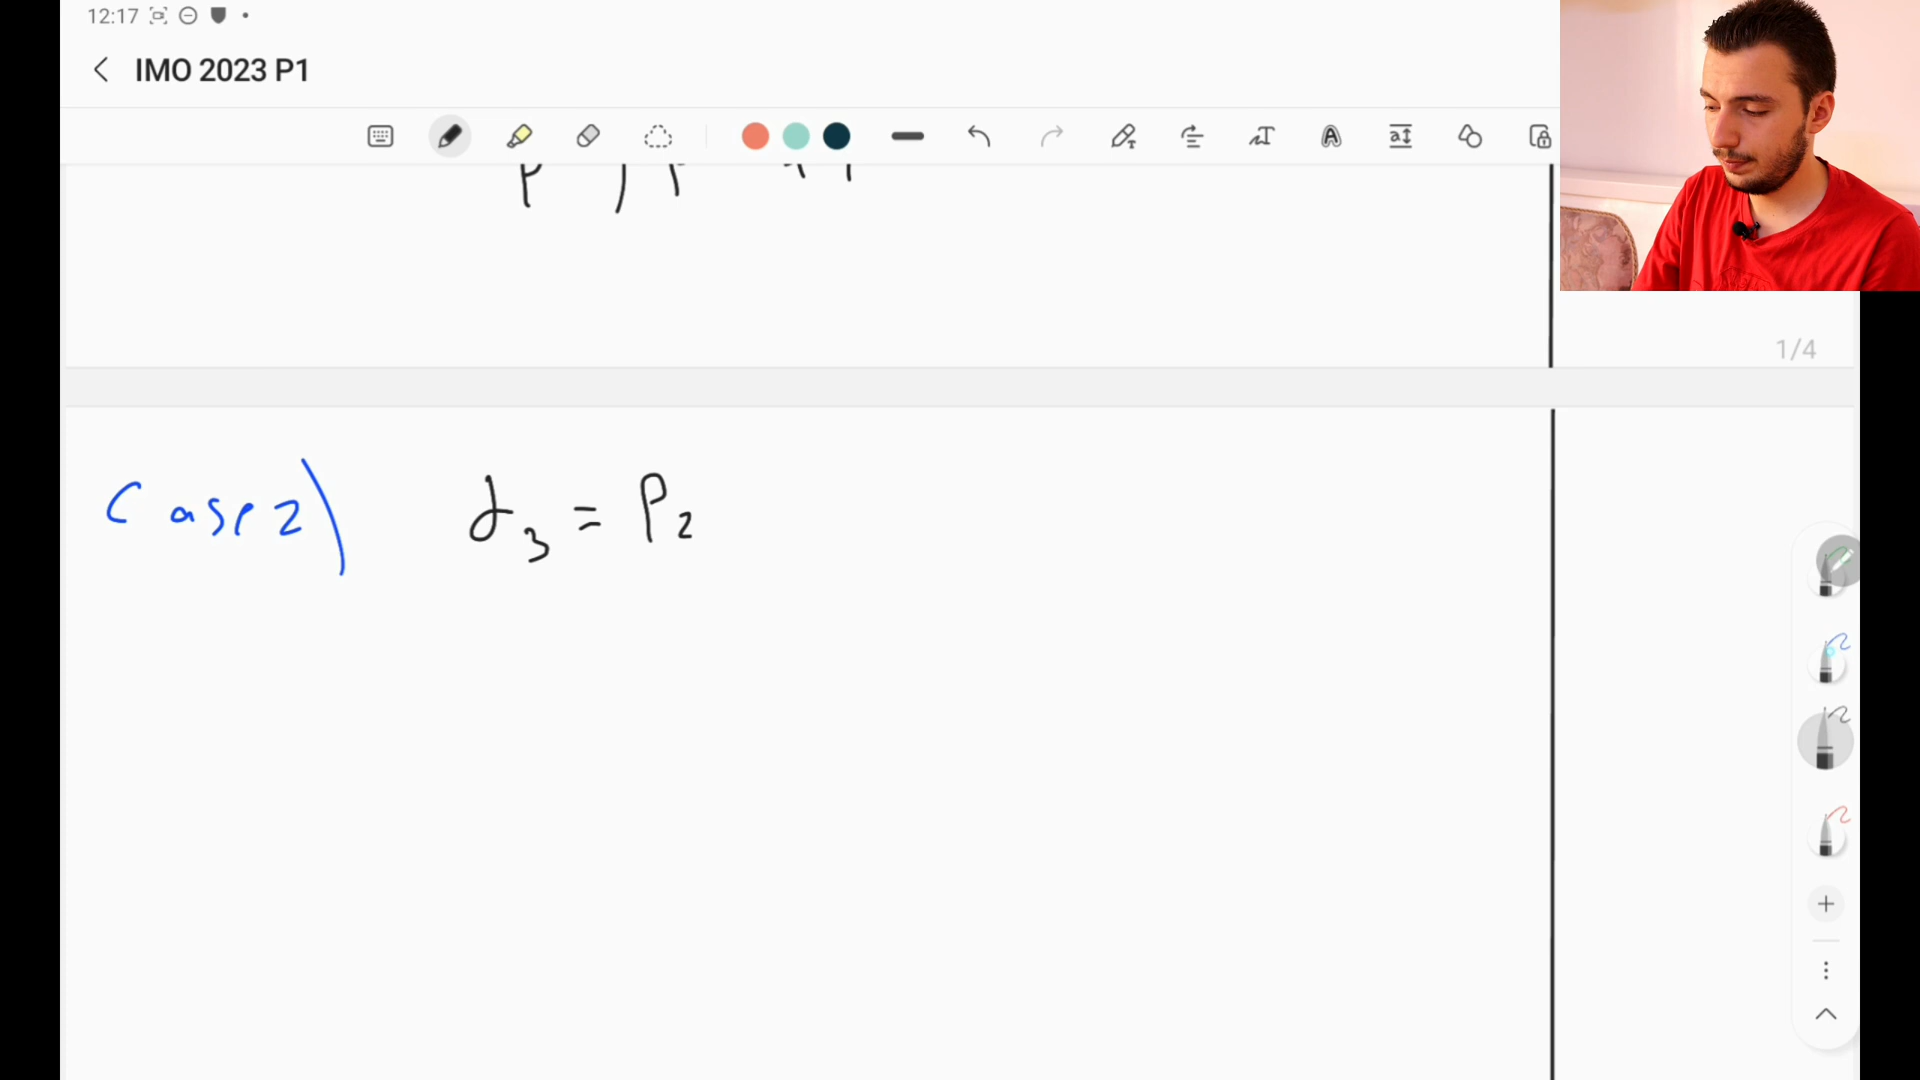 12:17
IMO 2023 P1
1/4
Case 2) d₃ = P₂